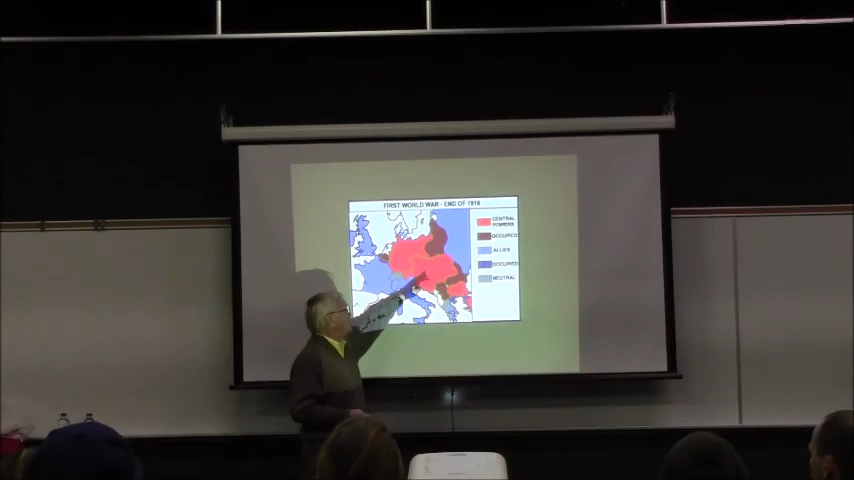 FIRST WORLD WAR - END OF 1916
CENTRAL
POWERS
OCCUPIED
ALLIES
OCCUPIED
NEUTRAL